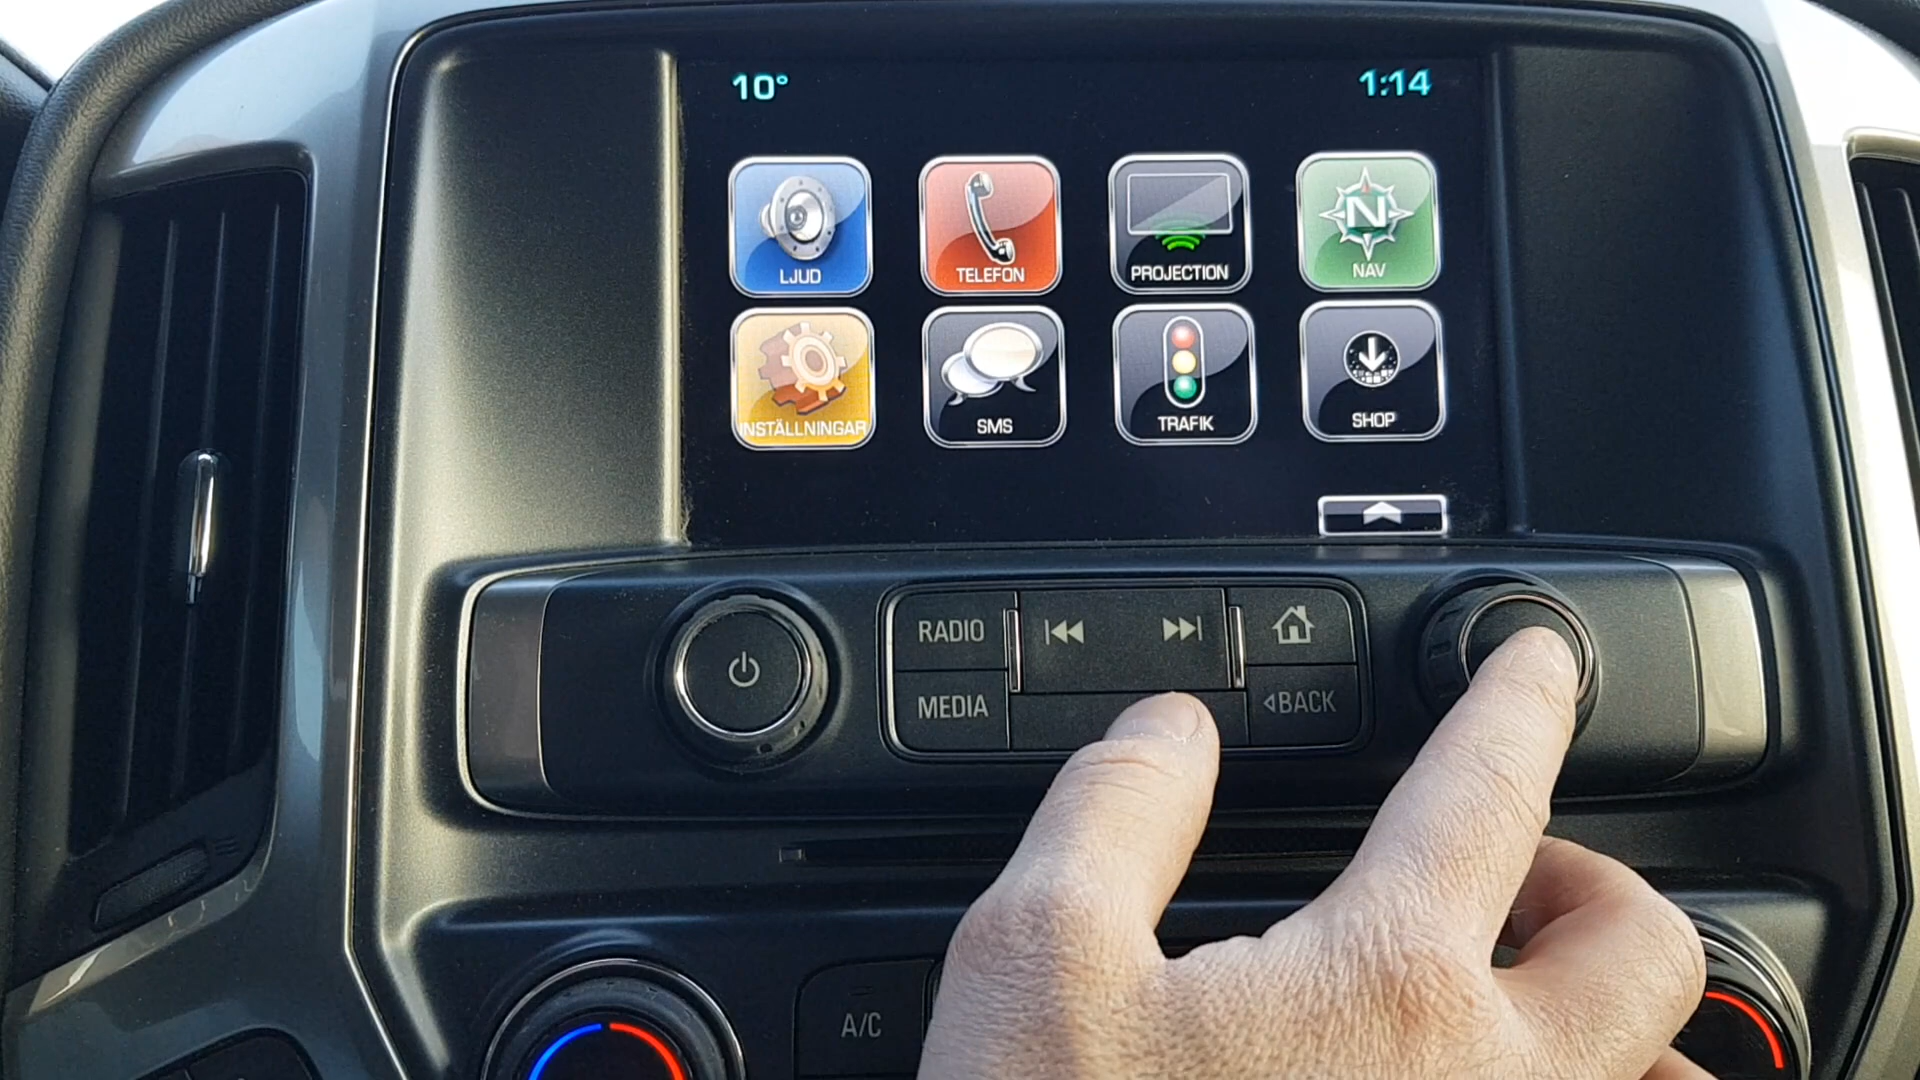 10° 1:14
LJUD TELEFON PROJECTION NAV
INSTÄLLNINGAR SMS TRAFIK SHOP
RADIO
MEDIA BACK
A/C